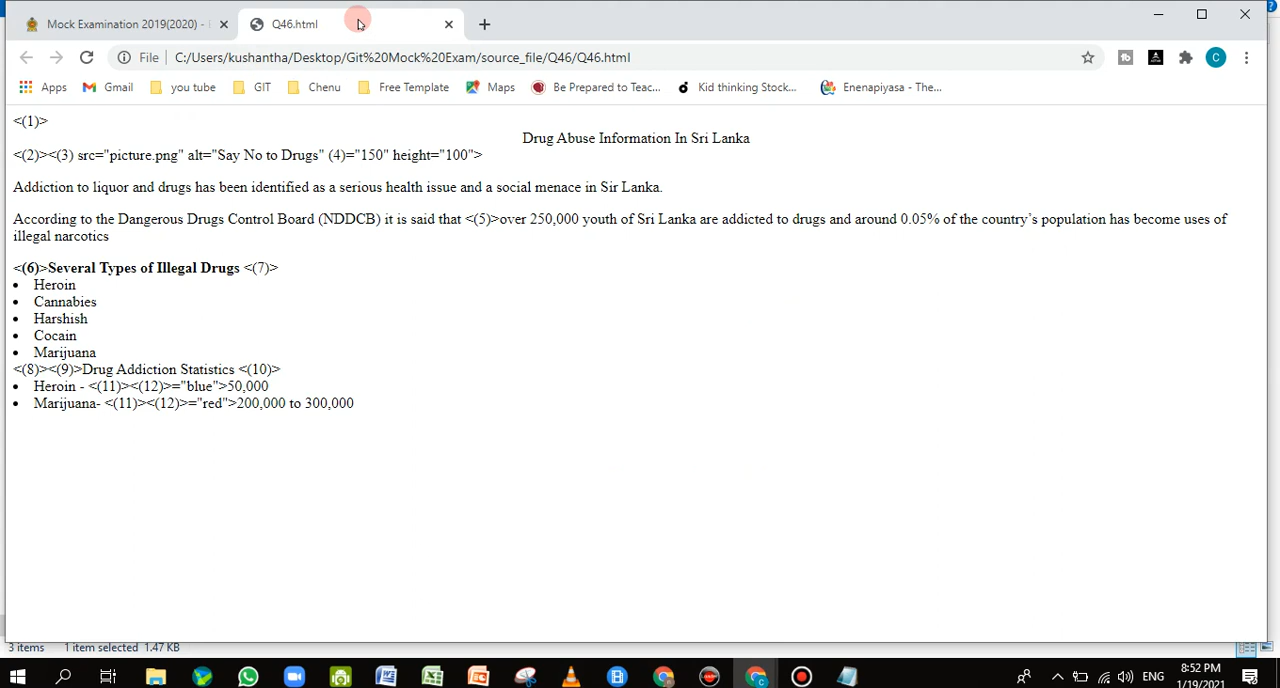 Mock Examination 2019(2020) -
Q46.html
File
C:/Users/kushantha/Desktop/Git%20Mock%20Exam/source_file/Q46/Q46.html
Apps
Gmail
you tube
GIT
Chenu
Free Template
Maps
Be Prepared to Teac...
Kid thinking Stock...
Enenapiyasa - The...
<(1)>
Drug Abuse Information In Sri Lanka
<(2)><(3) src="picture.png" alt="Say No to Drugs" (4)="150" height="100">
Addiction to liquor and drugs has been identified as a serious health issue and a social menace in Sir Lanka.
According to the Dangerous Drugs Control Board (NDDCB) it is said that <(5)>over 250,000 youth of Sri Lanka are addicted to drugs and around 0.05% of the country's population has become uses of
illegal narcotics
<(6)>Several Types of Illegal Drugs <(7)>
• Heroin
• Cannabies
• Harshish
• Cocain
• Marijuana
<(8)><(9)>Drug Addiction Statistics <(10)>
• Heroin - <(11)><(12)>="blue">50,000
• Marijuana- <(11)><(12)>="red">200,000 to 300,000
3 items 1 item selected 1.47 KB
ENG
8:52 PM
1/19/2021